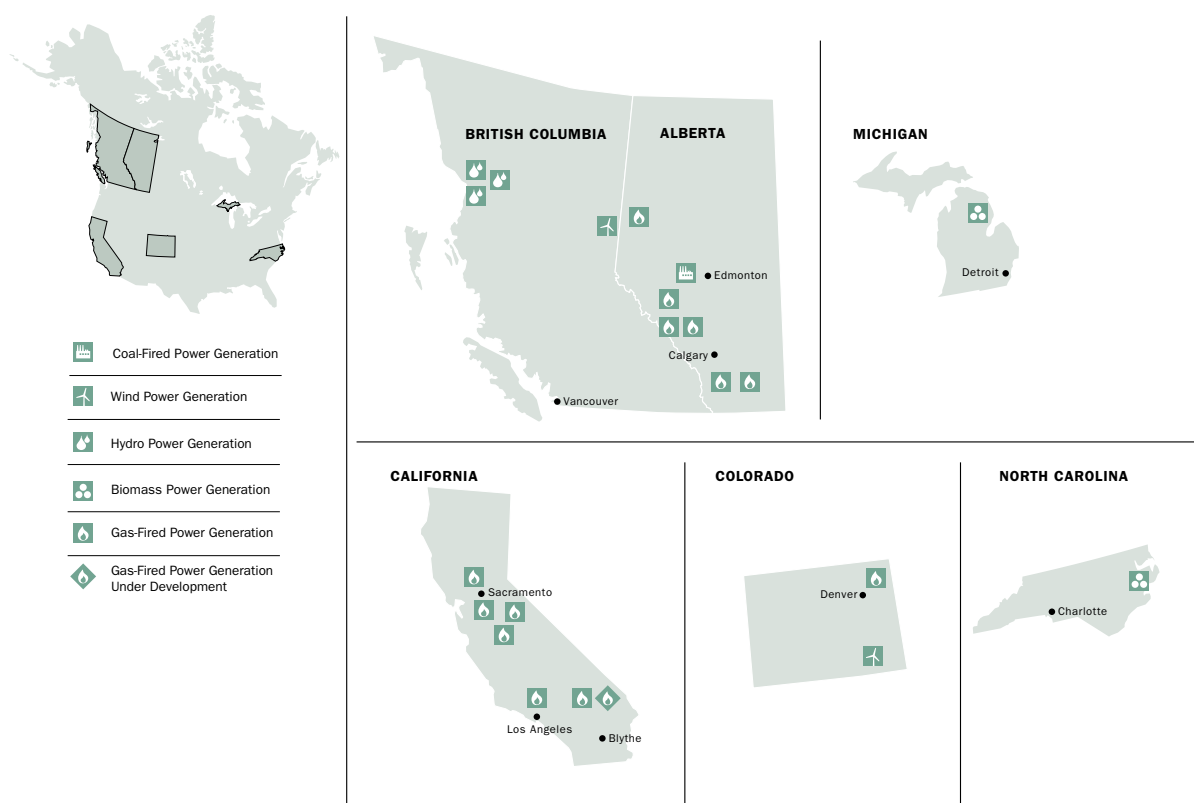 BRITISH COLUMBIA
ALBERTA
Edmonton
Calgary
Vancouver
MICHIGAN
Detroit
Coal-Fired Power Generation
Wind Power Generation
Hydro Power Generation
Biomass Power Generation
Gas-Fired Power Generation
Gas-Fired Power Generation
Under Development
CALIFORNIA
Sacramento
Los Angeles
Blythe
COLORADO
Denver
NORTH CAROLINA
Charlotte